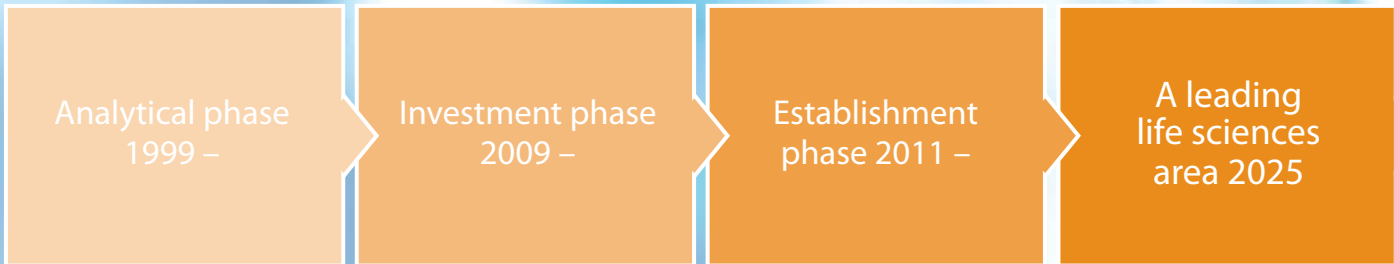 Analytical phase
1999 –
Investment phase
2009 –
Establishment
phase 2011 –
A leading
life sciences
area 2025